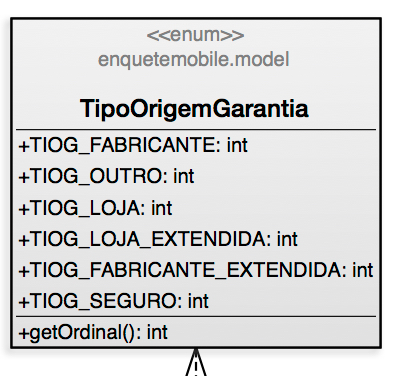 <<enum>>
enquetemobile.model
TipoOrigemGarantia
+TIOG_FABRICANTE: int
+TIOG_OUTRO: int
+TIOG_LOJA: int
+TIOG_LOJA_EXTENDIDA: int
+TIOG_FABRICANTE_EXTENDIDA: int
+TIOG_SEGURO: int
+getOrdinal(): int